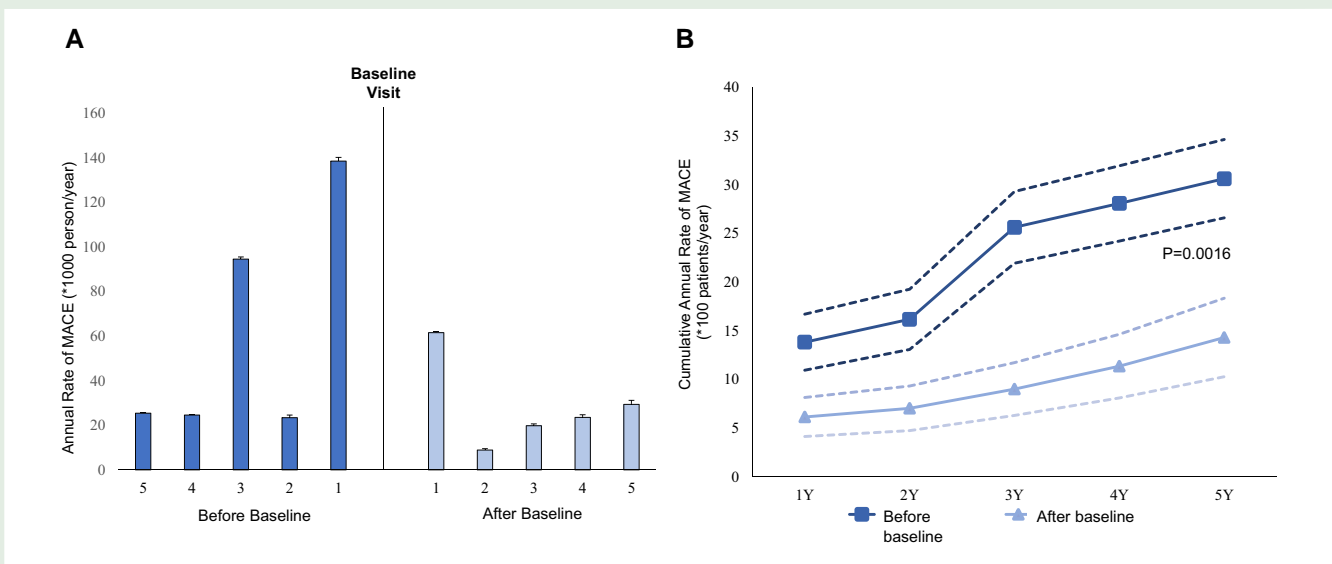 A
Baseline
Visit
Annual Rate of MACE (*1000 person/year)
160
140
120
100
80
60
40
20
0
5 4 3 2 1 1 2 3 4 5
Before Baseline After Baseline
B
Cumulative Annual Rate of MACE
(*100 patients/year)
40
35
30
25
20
15
10
5
0
P=0.0016
1Y 2Y 3Y 4Y 5Y
Before
baseline
After baseline